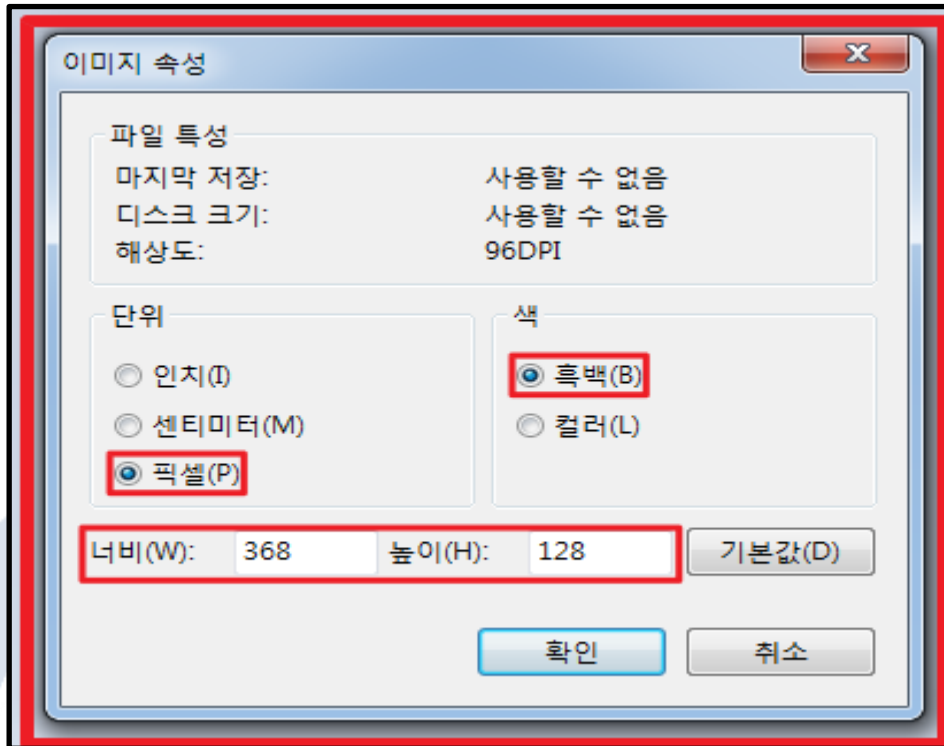 이미지 속성
파일 특성
마지막 저장: 사용할 수 없음
디스크 크기: 사용할 수 없음
해상도: 96DPI
단위 색
인치(I) 흑백(B)
센티미터(M) 컬러(L)
픽셀(P)
너비(W): 368 높이(H): 128 기본값(D)
확인 취소